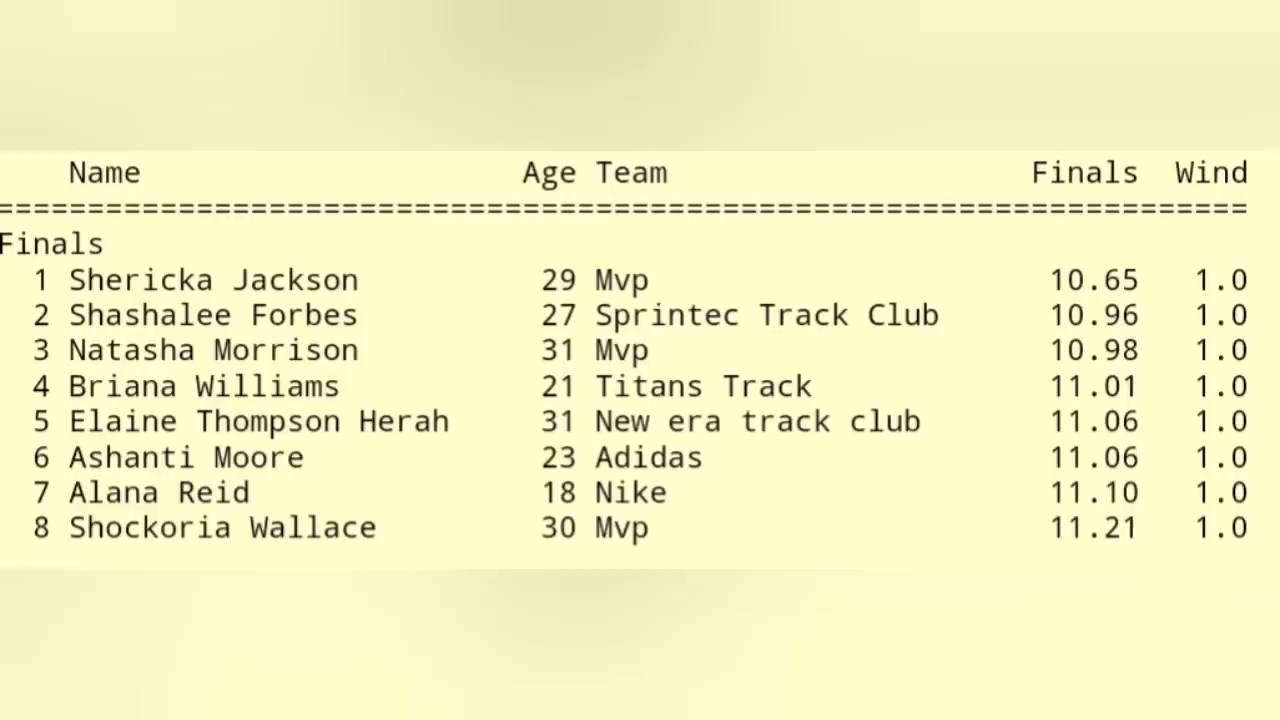 Name Age Team Finals Wind
=====================================================================
Finals
1 Shericka Jackson 29 Mvp 10.65 1.0
2 Shashalee Forbes 27 Sprintec Track Club 10.96 1.0
3 Natasha Morrison 31 Mvp 10.98 1.0
4 Briana Williams 21 Titans Track 11.01 1.0
5 Elaine Thompson Herah 31 New era track club 11.06 1.0
6 Ashanti Moore 23 Adidas 11.06 1.0
7 Alana Reid 18 Nike 11.10 1.0
8 Shockoria Wallace 30 Mvp 11.21 1.0